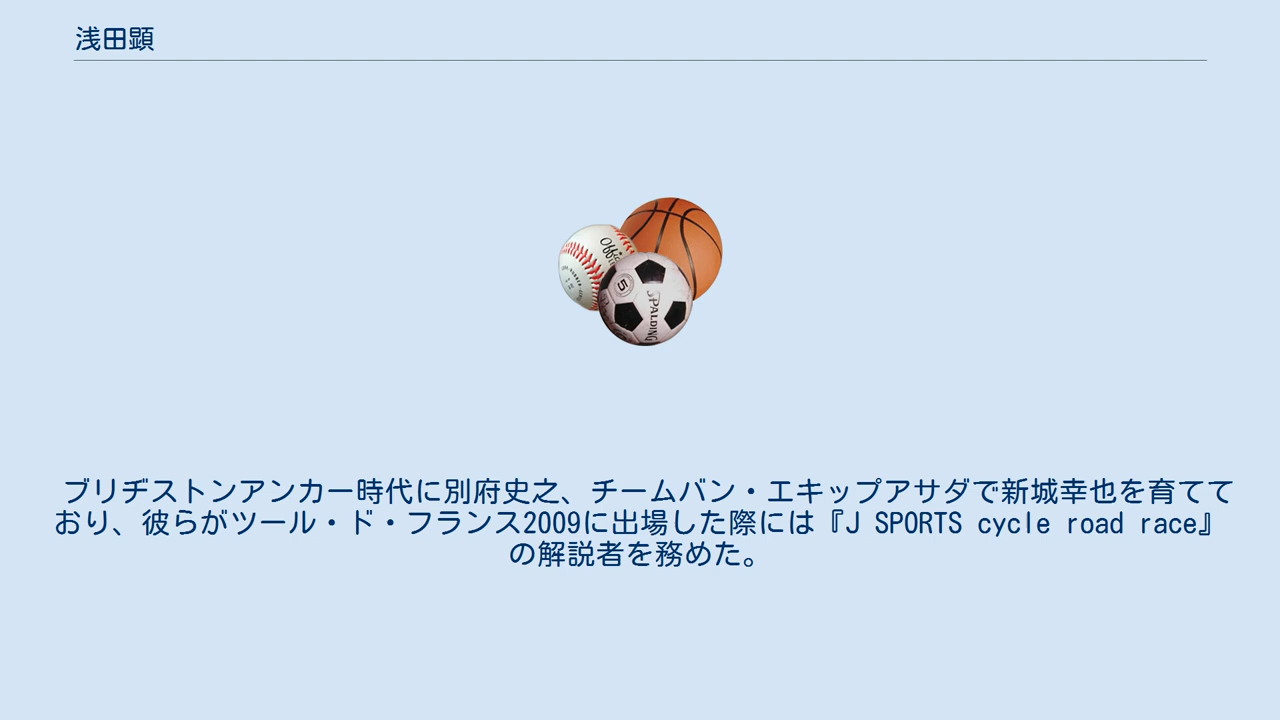 浅田顕
Offic
5
SPALDING
ブリヂストンアンカー時代に別府史之、チームバン・エキップアサダで新城幸也を育てて
おり、彼らがツール・ド・フランス2009に出場した際には『J SPORTS cycle road race』
の解説者を務めた。